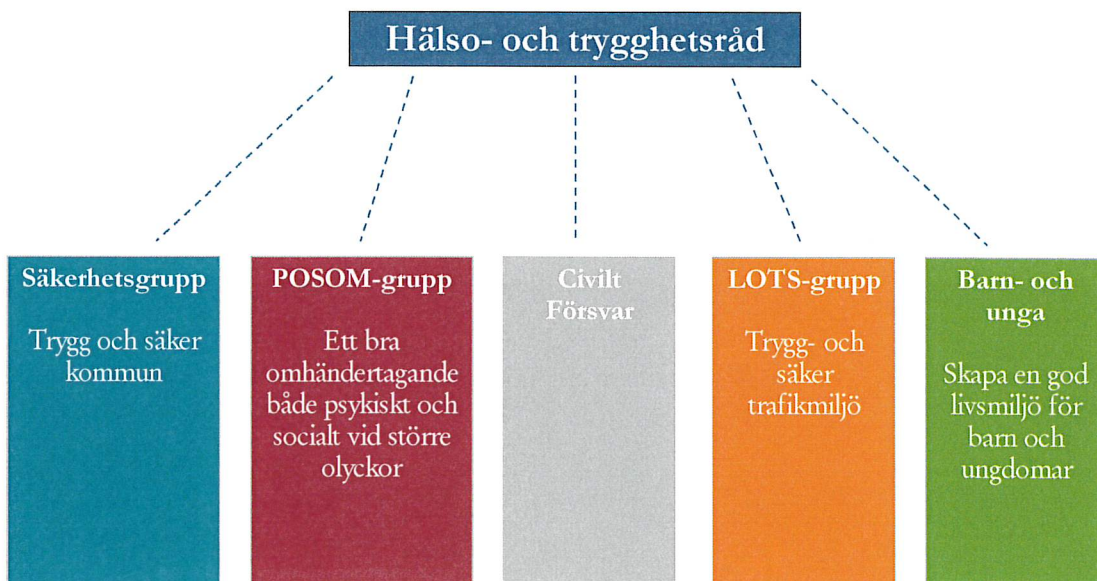 Hälso- och trygghetsråd
Säkerhetsgrupp
Trygg och säker
kommun
POSOM-grupp
Ett bra
omhändertagande
både psykiskt och
socialt vid större
olyckor
Civilt
Försvar
LOTS-grupp
Trygg- och
säker
trafikmiljö
Barn- och
unga
Skapa en god
livsmiljö för
barn och
ungdomar